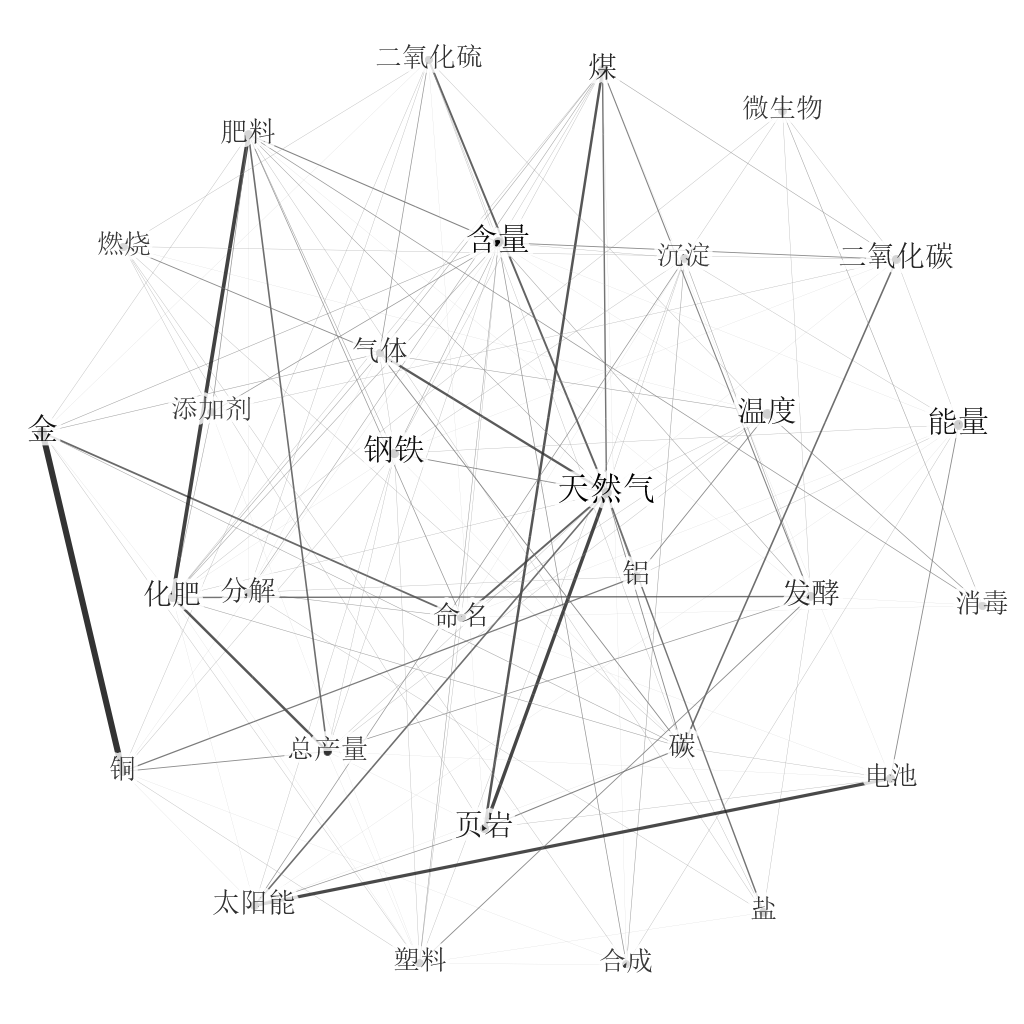 二氧化硫
煤
微生物
肥料
燃烧
含量
沉淀
二氧化碳
气体
添加剂
温度
能量
金
钢铁
天然气
铝
化肥
分解
命名
发酵
消毒
总产量
碳
铜
电池
页岩
太阳能
盐
塑料
合成